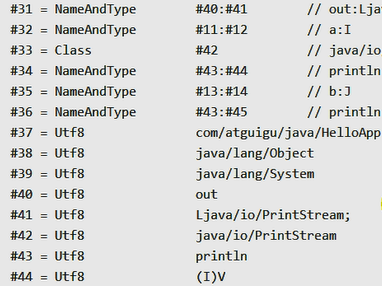 #31 = NameAndType #40:#41 // out:Ljav
#32 = NameAndType #11:#12 // a:I
#33 = Class #42 // java/io
#34 = NameAndType #43:#44 // println
#35 = NameAndType #13:#14 // b:J
#36 = NameAndType #43:#45 // println
#37 = Utf8 com/atguigu/java/HelloApp
#38 = Utf8 java/lang/Object
#39 = Utf8 java/lang/System
#40 = Utf8 out
#41 = Utf8 Ljava/io/PrintStream;
#42 = Utf8 java/io/PrintStream
#43 = Utf8 println
#44 = Utf8 (I)V